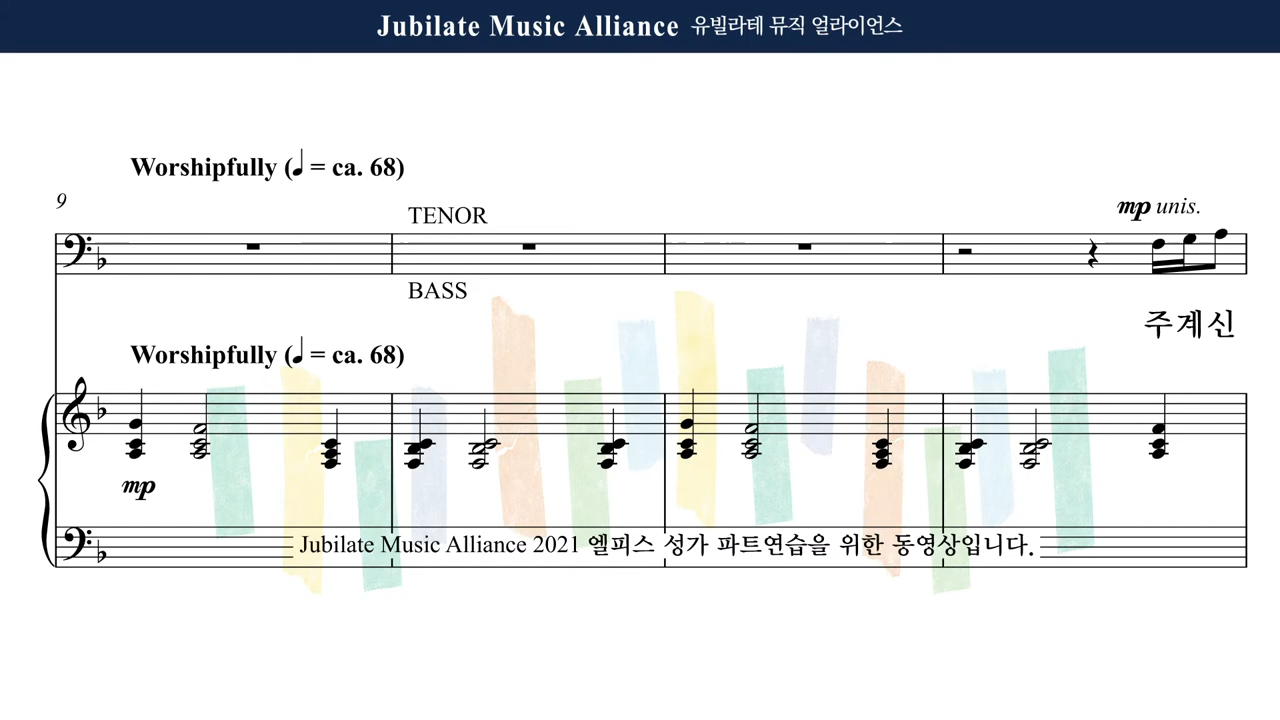 Jubilate Music Alliance 유빌라테 뮤직 얼라이언스
Worshipfully (♩ = ca. 68)
9
TENOR
mp unis.
BASS
주계신
Worshipfully (♩ = ca. 68)
mp
Jubilate Music Alliance 2021 엘피스 성가 파트연습을 위한 동영상입니다.